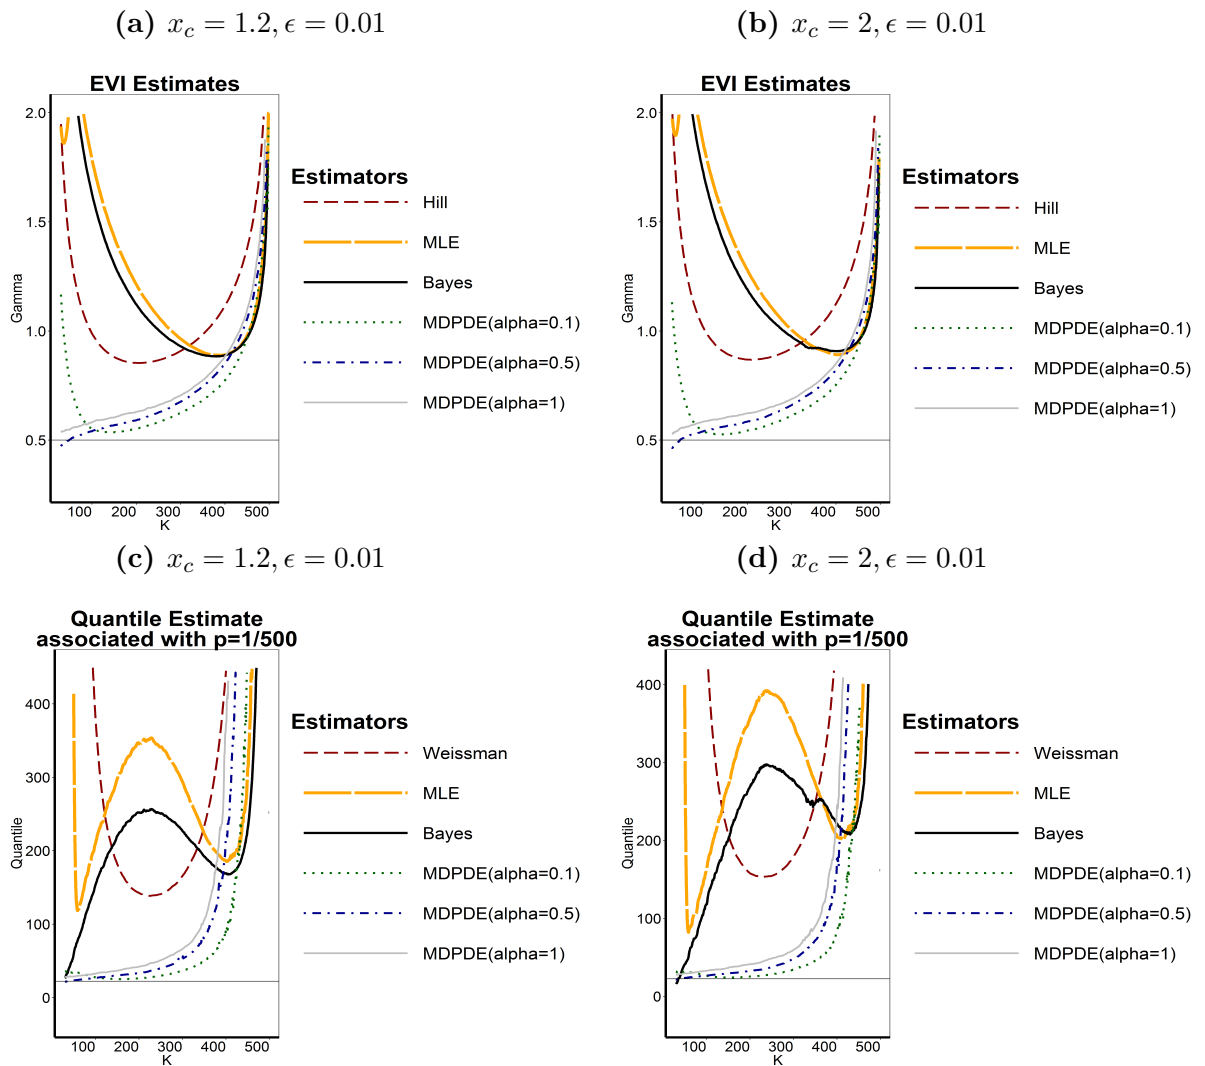 (a) x_c = 1.2, ϵ = 0.01
EVI Estimates
2.0
1.5
1.0
0.5
Gamma
100 200 300 400 500
K
Estimators
Hill
MLE
Bayes
MDPDE(alpha=0.1)
MDPDE(alpha=0.5)
MDPDE(alpha=1)
(b) x_c = 2, ϵ = 0.01
EVI Estimates
2.0
1.5
1.0
0.5
Gamma
100 200 300 400 500
K
Estimators
Hill
MLE
Bayes
MDPDE(alpha=0.1)
MDPDE(alpha=0.5)
MDPDE(alpha=1)
(c) x_c = 1.2, ϵ = 0.01
Quantile Estimate
associated with p=1/500
400
300
200
100
0
Quantile
100 200 300 400 500
K
Estimators
Weissman
MLE
Bayes
MDPDE(alpha=0.1)
MDPDE(alpha=0.5)
MDPDE(alpha=1)
(d) x_c = 2, ϵ = 0.01
Quantile Estimate
associated with p=1/500
400
300
200
100
0
Quantile
100 200 300 400 500
K
Estimators
Weissman
MLE
Bayes
MDPDE(alpha=0.1)
MDPDE(alpha=0.5)
MDPDE(alpha=1)